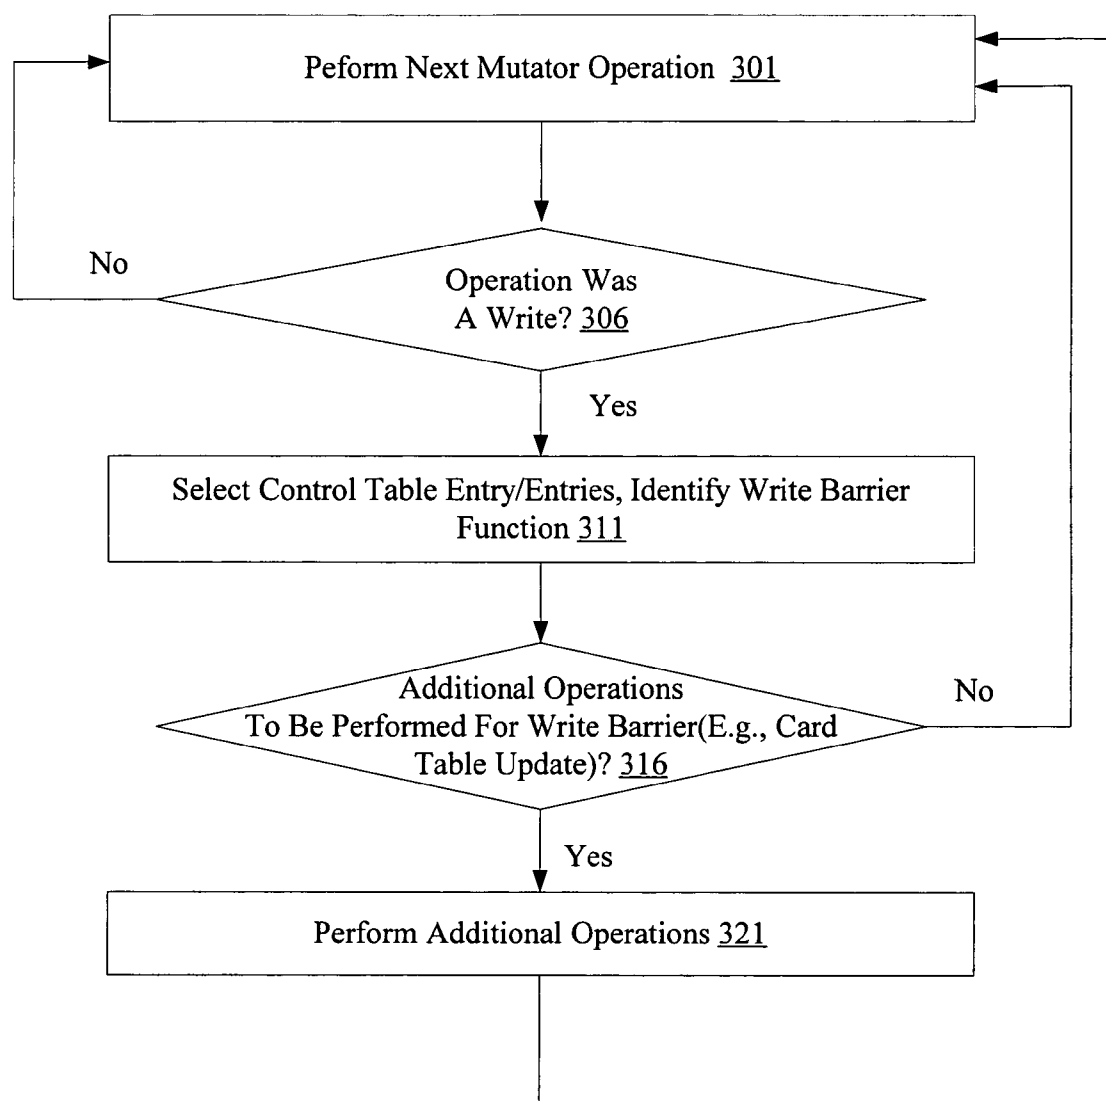 Peform Next Mutator Operation 301
No
Operation Was
A Write? 306
Yes
Select Control Table Entry/Entries, Identify Write Barrier
Function 311
Additional Operations
To Be Performed For Write Barrier(E.g., Card
Table Update)? 316
No
Yes
Perform Additional Operations 321